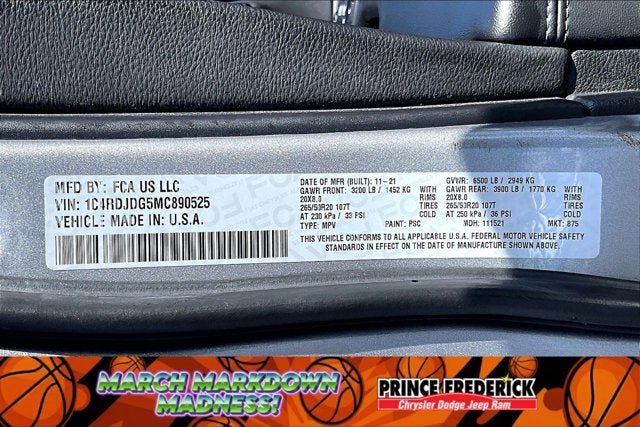 MFD BY: FCA US LLC
VIN: 1C4RDJDG5MC890525
VEHICLE MADE IN U.S.A.
DATE OF MFR (BUILT): 11-21 GVWR: 6500 LB / 2949 KG
GAWR FRONT: 3200 LB / 1452 KG WITH GAWR REAR: 3900 LB / 1770 KG WITH
20X8.0 RIMS 20X8.0 RIMS
265/50R20 107T TIRES 265/50R20 107T TIRES
AT 230 kPa / 33 PSI AT 250 kPa / 36 PSI
TYPE: MPV PAINT: PSC MDH: 111521 MKT: 875
THIS VEHICLE CONFORMS TO ALL APPLICABLE U.S.A. FEDERAL MOTOR VEHICLE SAFETY
STANDARDS IN EFFECT ON THE DATE OF MANUFACTURE SHOWN ABOVE.
MARCH MARKDOWN
MADNESS!
PRINCE FREDERICK
Chrysler Dodge Jeep Ram